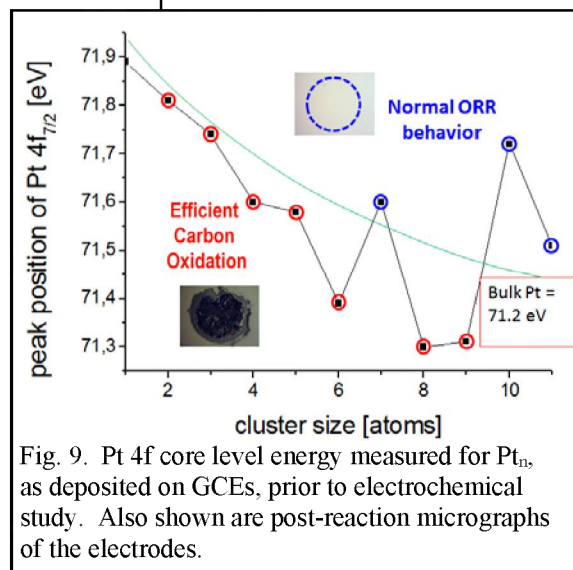 71,9
71,8
71,7
71,6
71,5
71,4
71,3
peak position of Pt 4f7/2 [eV]
Normal ORR
behavior
Efficient
Carbon
Oxidation
Bulk Pt =
71.2 eV
2 4 6 8 10
cluster size [atoms]
Fig. 9. Pt 4f core level energy measured for Ptn,
as deposited on GCEs, prior to electrochemical
study. Also shown are post-reaction micrographs
of the electrodes.